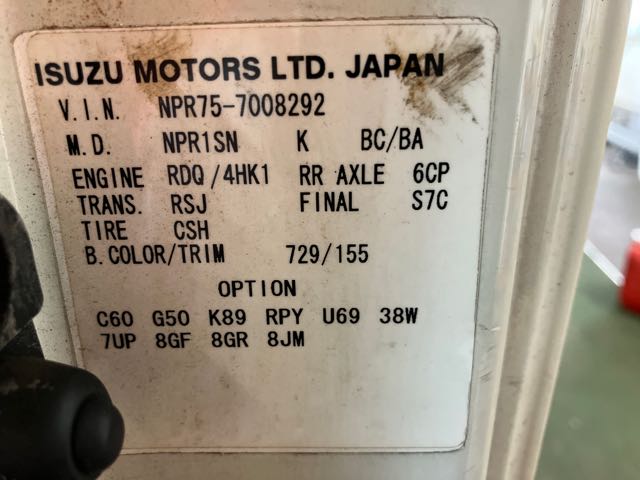 ISUZU MOTORS LTD. JAPAN
V.I.N. NPR75-7008292
M.D. NPR1SN K BC/BA
ENGINE RDQ/4HK1 RR AXLE 6CP
TRANS. RSJ FINAL S7C
TIRE CSH
B.COLOR/TRIM 729/155
OPTION
C60 G50 K89 RPY U69 38W
7UP 8GF 8GR 8JM